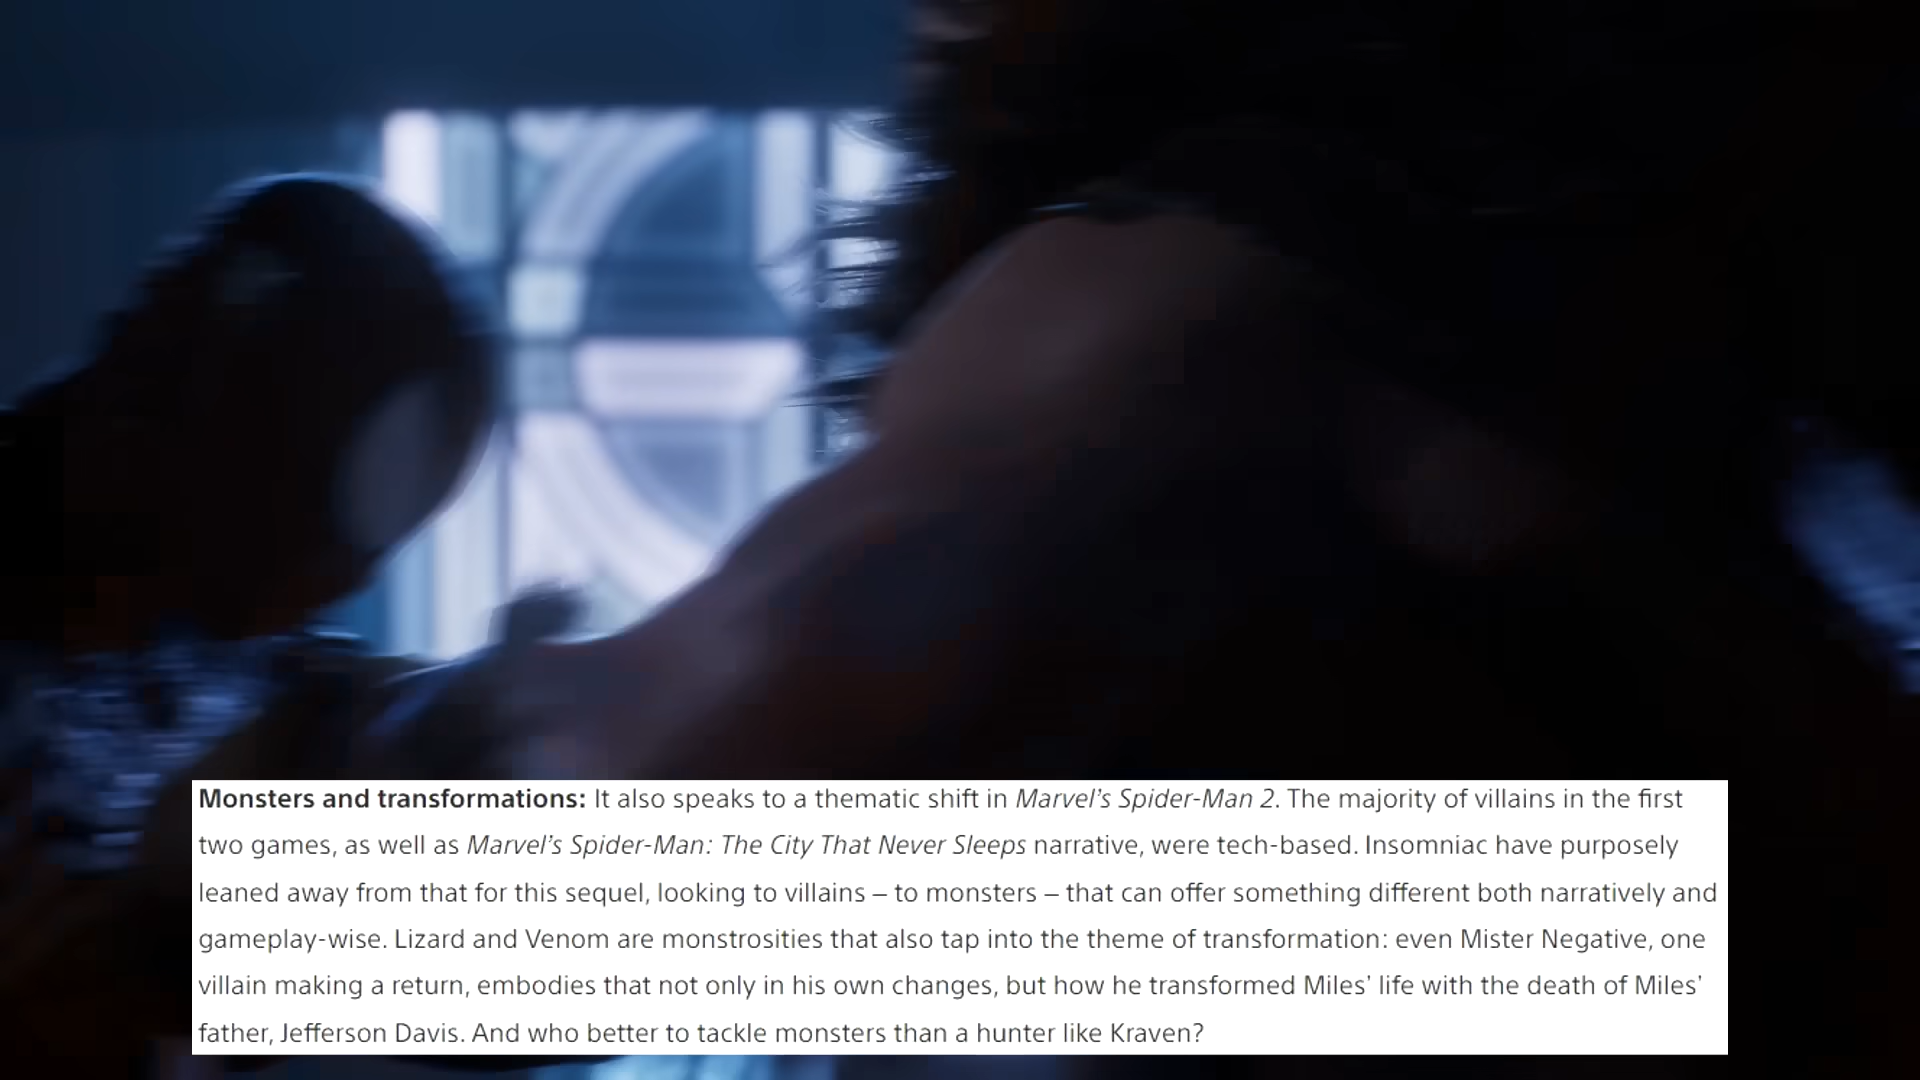 Monsters and transformations: It also speaks to a thematic shift in Marvel’s Spider-Man 2. The majority of villains in the first
two games, as well as Marvel’s Spider-Man: The City That Never Sleeps narrative, were tech-based. Insomniac have purposely
leaned away from that for this sequel, looking to villains – to monsters – that can offer something different both narratively and
gameplay-wise. Lizard and Venom are monstrosities that also tap into the theme of transformation: even Mister Negative, one
villain making a return, embodies that not only in his own changes, but how he transformed Miles’ life with the death of Miles’
father, Jefferson Davis. And who better to tackle monsters than a hunter like Kraven?